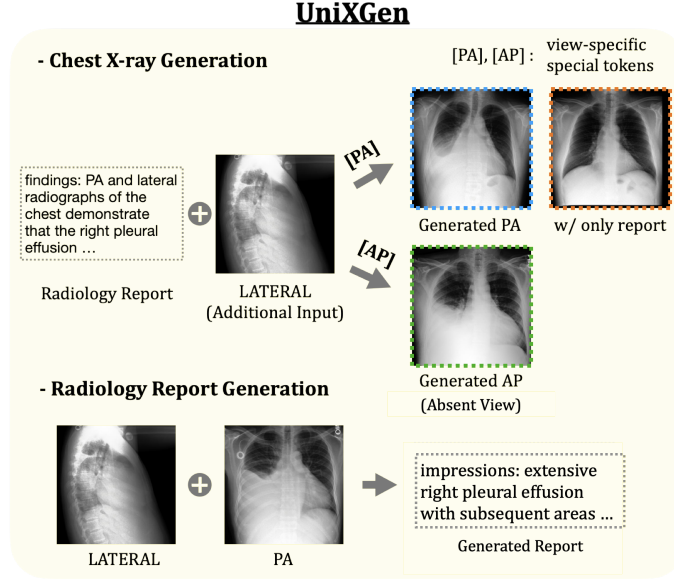 UniXGen
- Chest X-ray Generation
[PA], [AP] : view-specific
special tokens
findings: PA and lateral
radiographs of the
chest demonstrate
that the right pleural
effusion ...
Radiology Report
LATERAL
(Additional Input)
[PA]
[AP]
Generated PA
w/ only report
Generated AP
(Absent View)
- Radiology Report Generation
LATERAL
PA
impressions: extensive
right pleural effusion
with subsequent areas ...
Generated Report